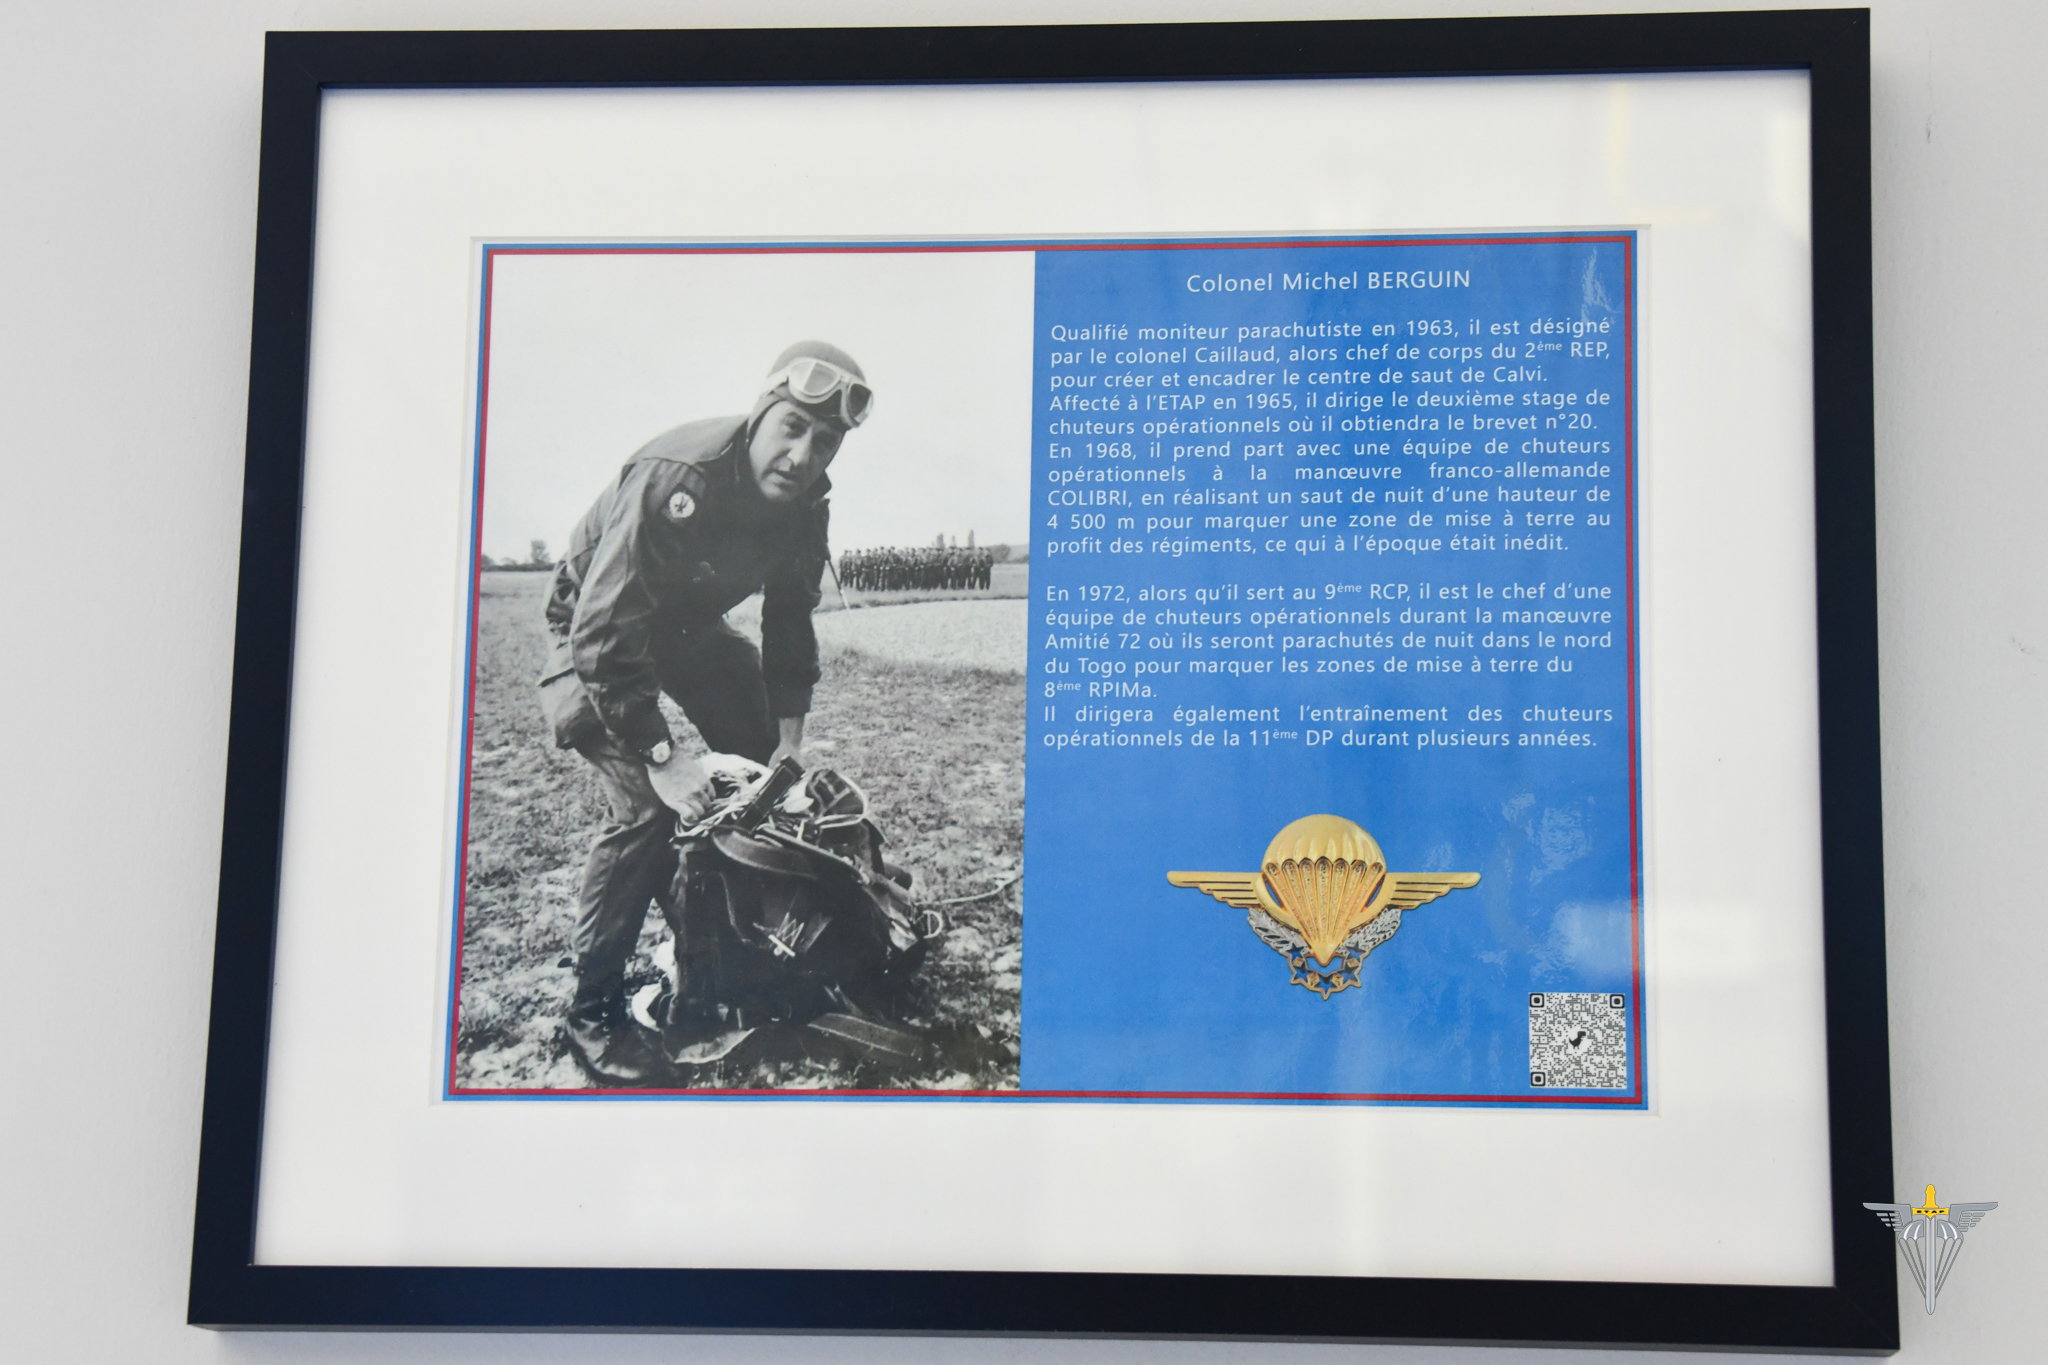 Colonel Michel BERGUIN
Qualifié moniteur parachutiste en 1963, il est désigné
par le colonel Caillaud, alors chef de corps du 2ème REP,
pour créer et encadrer le centre de saut de Calvi.
Affecté à l'ETAP en 1965, il dirige le deuxième stage de
chuteurs opérationnels où il obtiendra le brevet n°20.
En 1968, il prend part avec une équipe de chuteurs
opérationnels à la manœuvre franco-allemande
COLIBRI, en réalisant un saut de nuit d'une hauteur de
4 500 m pour marquer une zone de mise à terre au
profit des régiments, ce qui à l'époque était inédit.
En 1972, alors qu'il sert au 9ème RCP, il est le chef d'une
équipe de chuteurs opérationnels durant la manœuvre
Amitié 72 où ils seront parachutés de nuit dans le nord
du Togo pour marquer les zones de mise à terre du
8ème RPIMa.
Il dirigera également l'entraînement des chuteurs
opérationnels de la 11ème DP durant plusieurs années.
ETAP